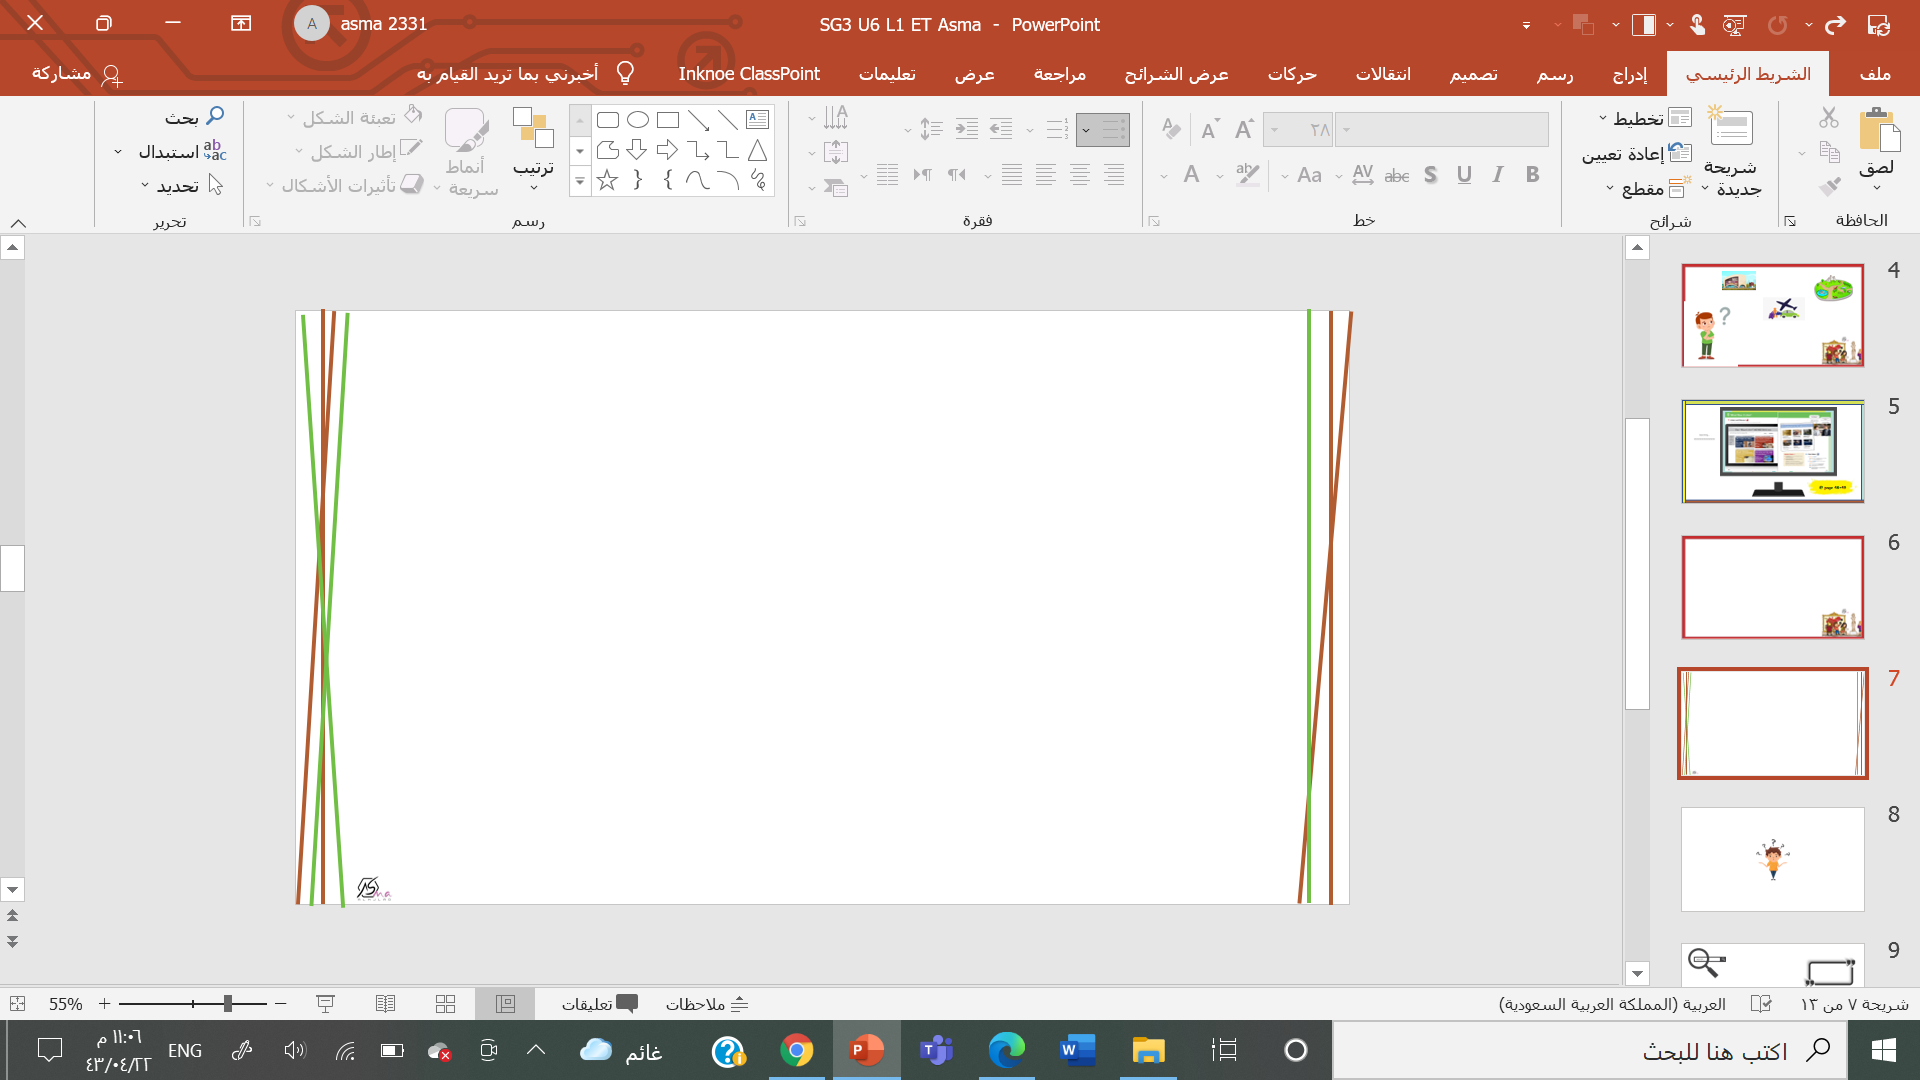 asma 2331
SG3 U6 L1 ET Asma - PowerPoint
ملف
الشريط الرئيسي
إدراج
رسم
تصميم
انتقالات
حركات
عرض الشرائح
مراجعة
عرض
تعليمات
Inknoe ClassPoint
أخبرني بما تريد القيام به
مشاركة
لصق
الحافظة
شريحة
جديدة
تخطيط
إعادة تعيين
مقطع
شرائح
٢٨
خط
فقرة
ترتيب
أنماط
سريعة
تعبئة الشكل
إطار الشكل
تأثيرات الأشكال
رسم
بحث
استبدال
تحديد
تحرير
4
5
6
7
8
9
شريحة ٧ من ١٣
العربية (المملكة العربية السعودية)
ملاحظات
تعليقات
55%
اكتب هنا للبحث
غائم
ENG
١١:٠٦ م
٤٣/٠٤/٢٢